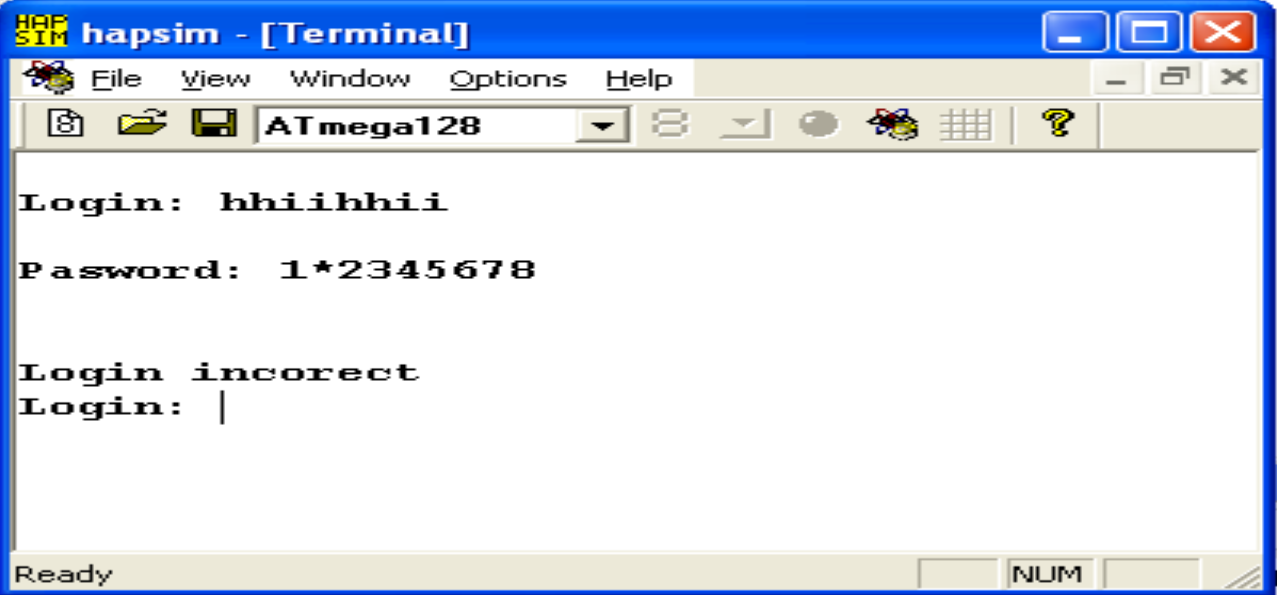 HAP SIM hapsim - [Terminal]
File View Window Options Help
ATmega128
Login: hhiihhii
Pasword: 1*2345678
Login incorect
Login:
Ready NUM